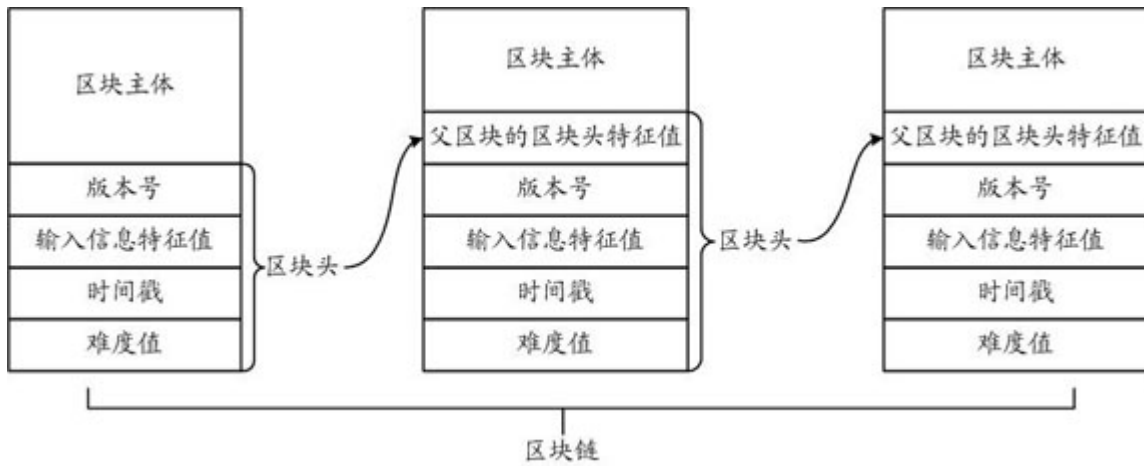 区块主体
版本号
输入信息特征值
时间戳
难度值
区块头
区块主体
父区块的区块头特征值
版本号
输入信息特征值
时间戳
难度值
区块头
区块主体
父区块的区块头特征值
版本号
输入信息特征值
时间戳
难度值
区块链